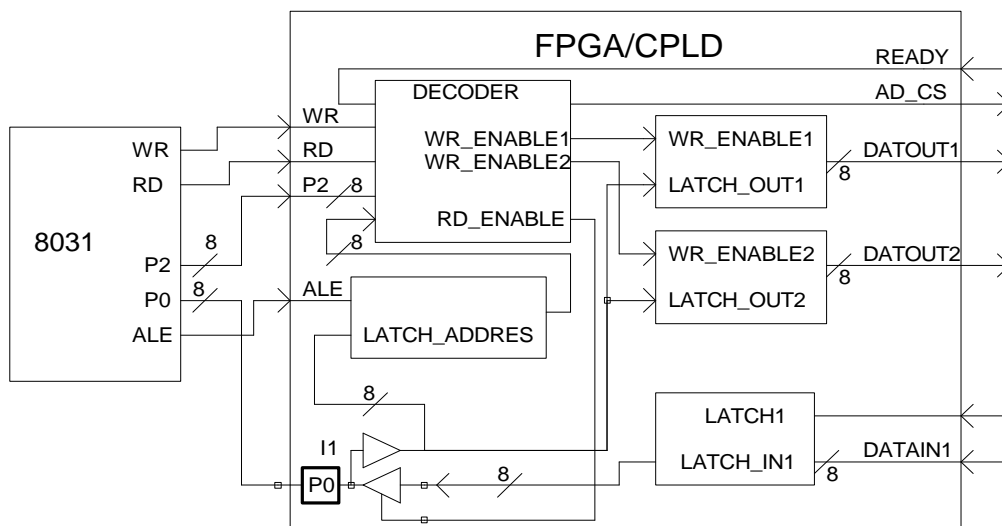 FPGA/CPLD
READY
AD_CS
DECODER
WR
WR
WR_ENABLE1
WR_ENABLE1
DATOUT1
RD
RD
WR_ENABLE2
8
P2
8
LATCH_OUT1
8031
RD_ENABLE
8
8
WR_ENABLE2
DATOUT2
P2
8
P0
8
ALE
LATCH_OUT2
ALE
LATCH_ADDRES
8
LATCH1
I1
LATCH_IN1
DATAIN1
P0
8
8